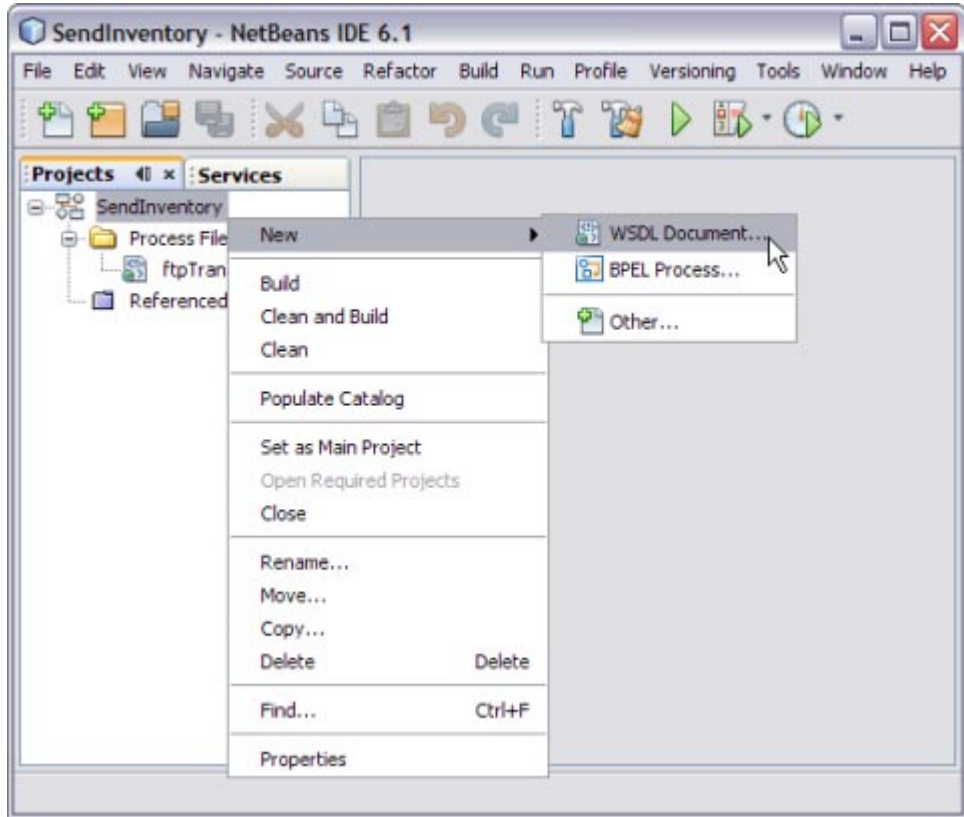 SendInventory - NetBeans IDE 6.1
File Edit View Navigate Source Refactor Build Run Profile Versioning Tools Window Help
Projects Services
SendInventory
Process File
ftpTran
Referenced
New
WSDL Document...
BPEL Process...
Other...
Build
Clean and Build
Clean
Populate Catalog
Set as Main Project
Open Required Projects
Close
Rename...
Move...
Copy...
Delete Delete
Find... Ctrl+F
Properties